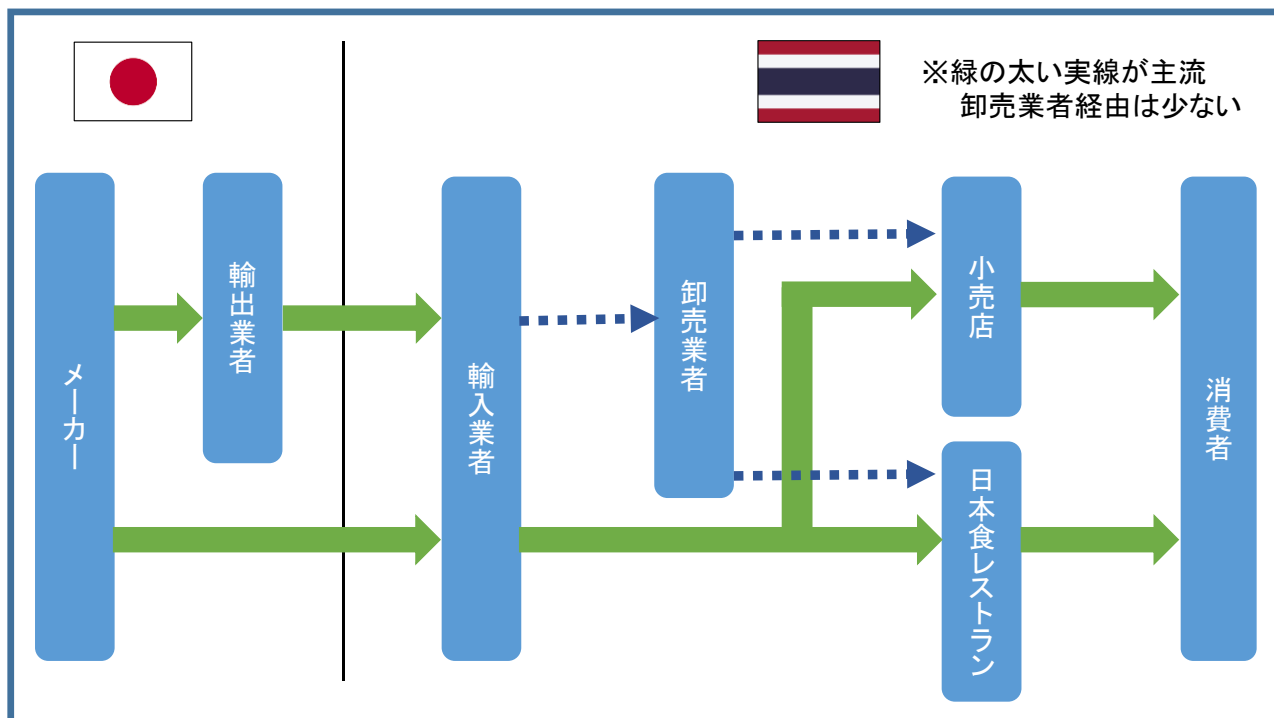 ※緑の太い実線が主流
卸売業者経由は少ない
メーカー
輸出業者
輸入業者
卸売業者
小売店
日本食レストラン
消費者